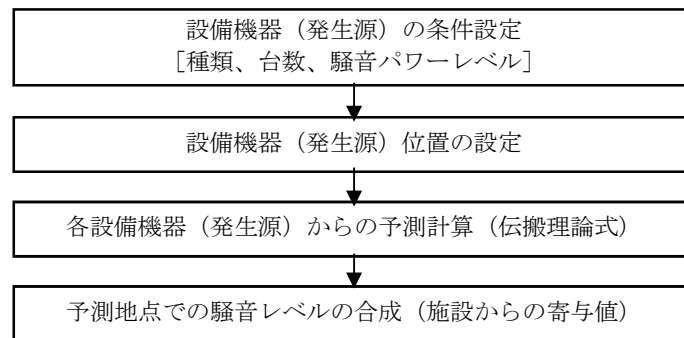 設備機器（発生源）の条件設定
［種類、台数、騒音パワーレベル］
設備機器（発生源）位置の設定
各設備機器（発生源）からの予測計算（伝搬理論式）
予測地点での騒音レベルの合成（施設からの寄与値）